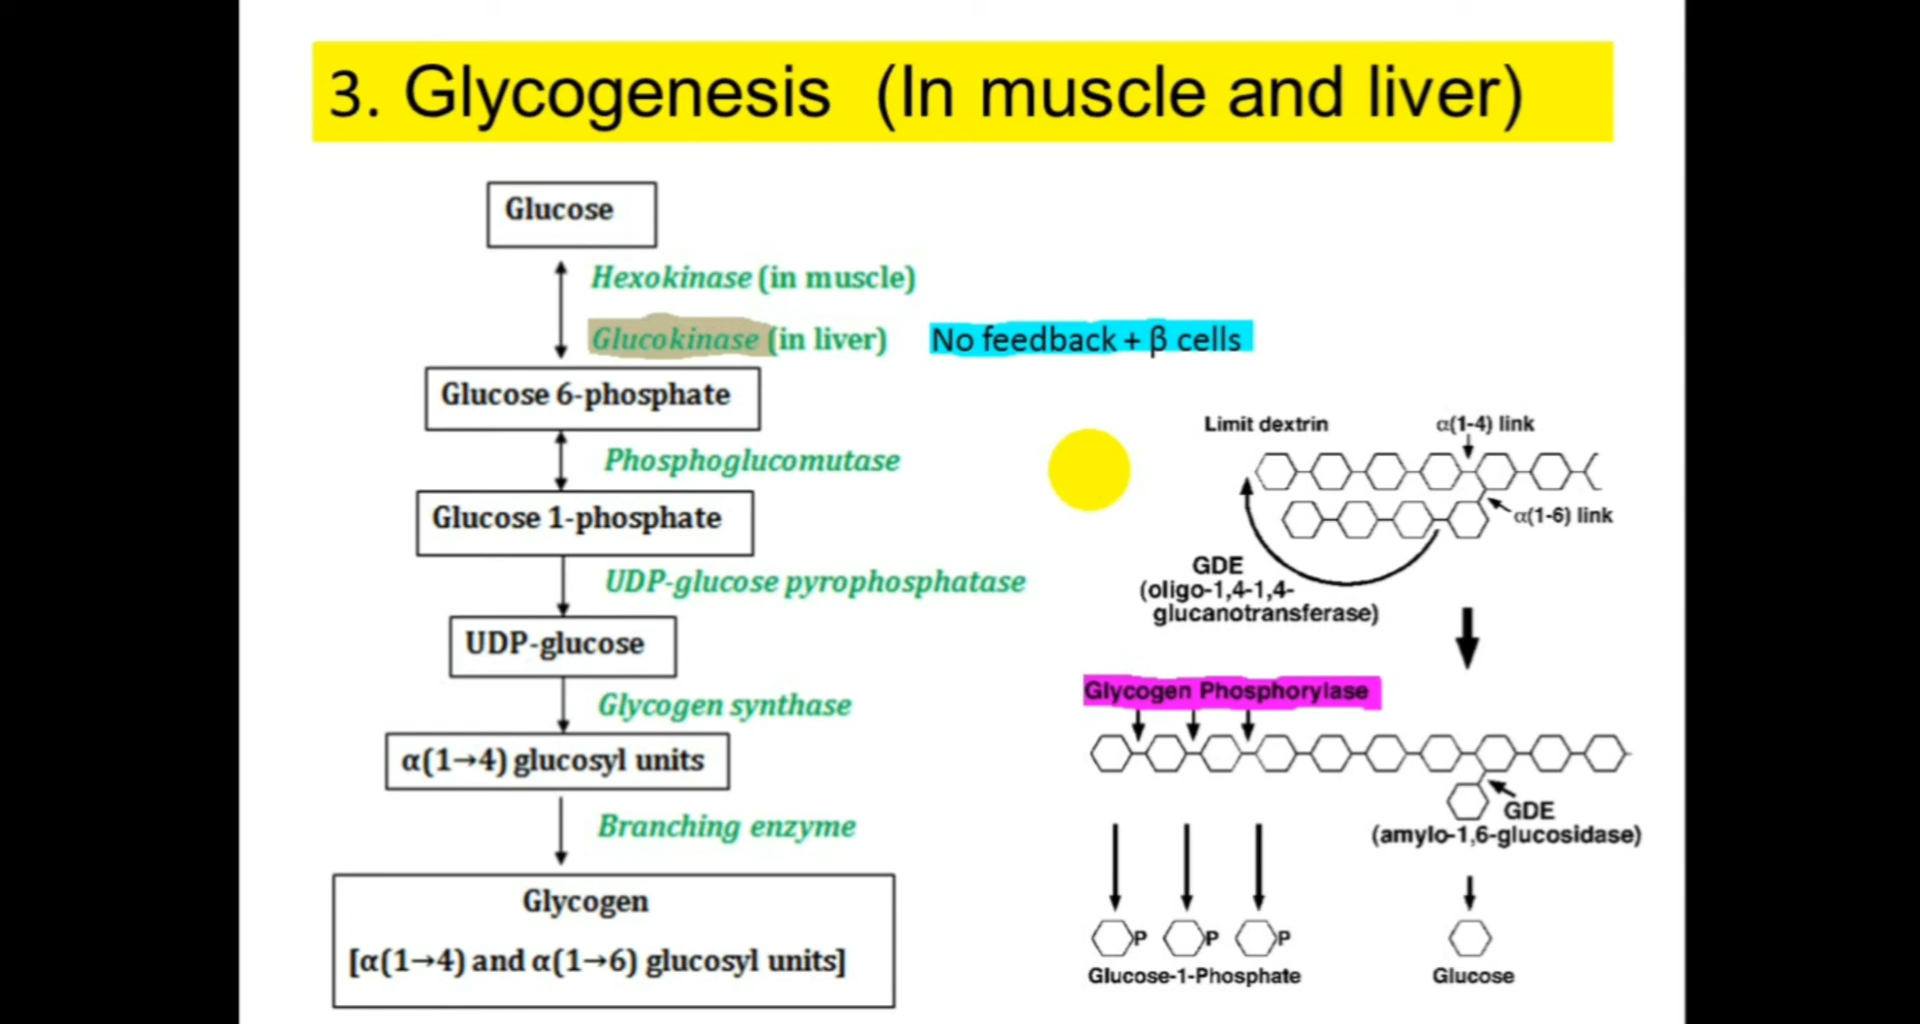 3. Glycogenesis (In muscle and liver)
Glucose
Hexokinase (in muscle)
Glucokinase (in liver)
No feedback + β cells
Glucose 6-phosphate
Phosphoglucomutase
Glucose 1-phosphate
UDP-glucose pyrophosphatase
UDP-glucose
Glycogen synthase
α(1→4) glucosyl units
Branching enzyme
Glycogen
[α(1→4) and α(1→6) glucosyl units]
Limit dextrin
α(1-4) link
α(1-6) link
GDE
(oligo-1,4-1,4-
glucanotransferase)
Glycogen Phosphorylase
GDE
(amylo-1,6-glucosidase)
P P P
Glucose-1-Phosphate
Glucose